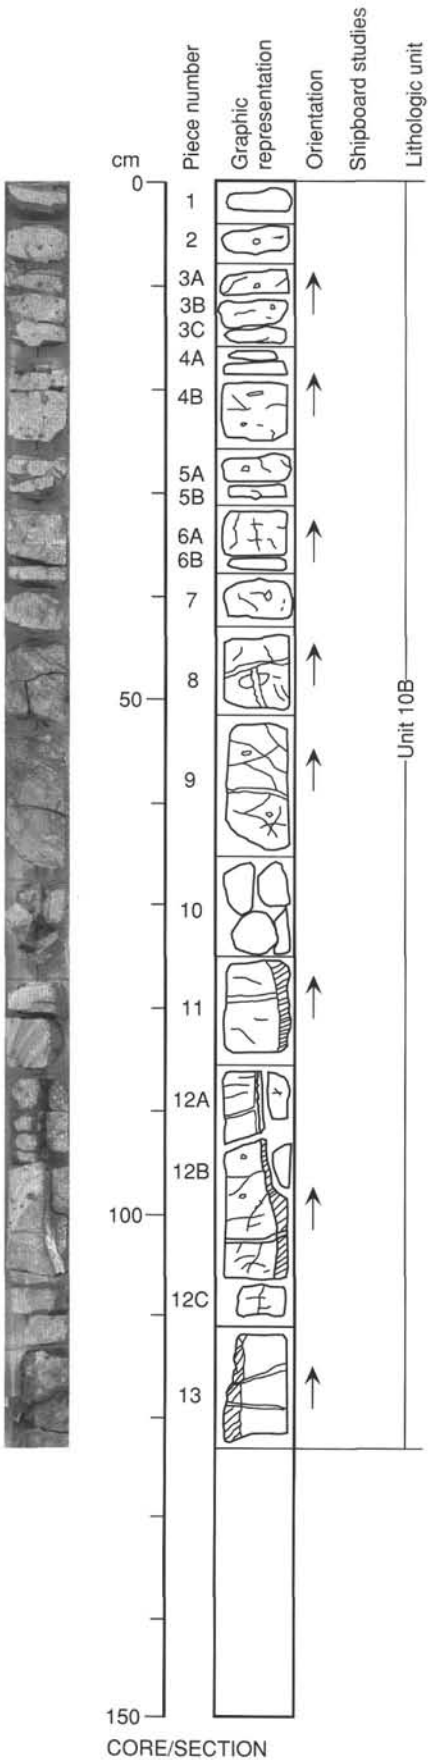 cm
Piece number
Graphic
representation
Orientation
Shipboard studies
Lithologic unit
0
1
2
3A
3B
3C
4A
4B
5A
5B
6A
6B
7
8
50
9
Unit 10B
10
11
12A
12B
100
12C
13
150
CORE/SECTION